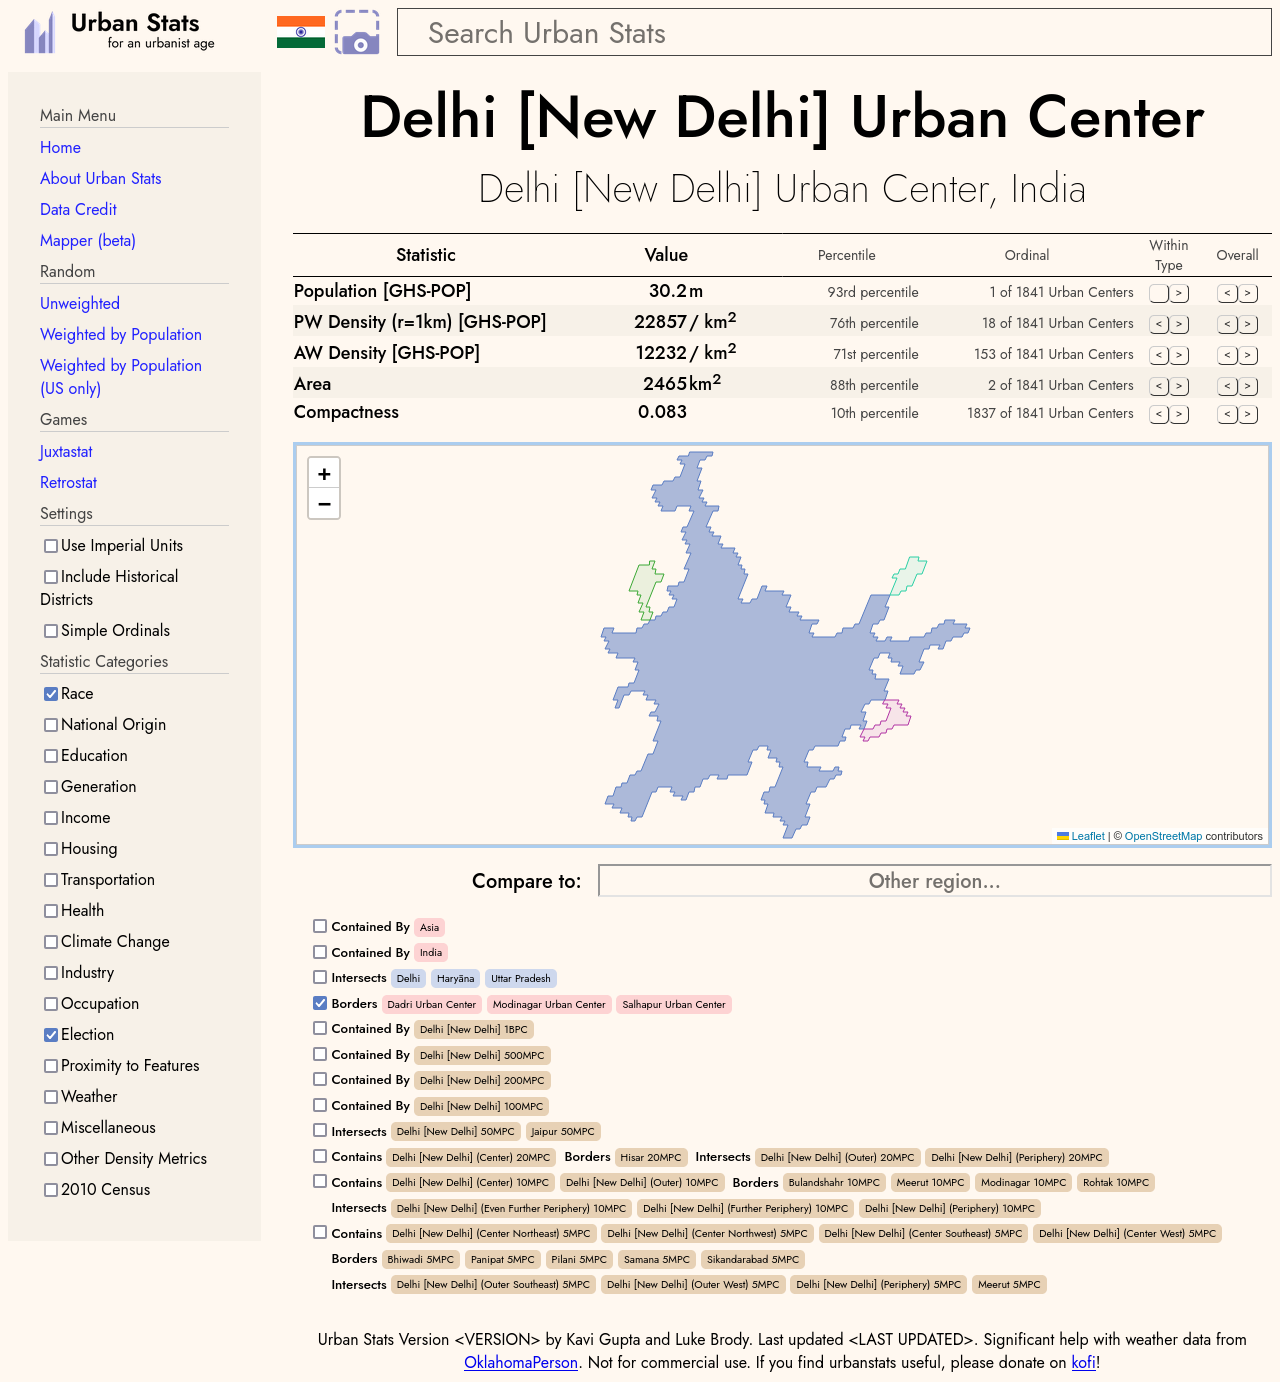 Urban Stats
for an urbanist age
Search Urban Stats
Main Menu
Home
About Urban Stats
Data Credit
Mapper (beta)
Random
Unweighted
Weighted by Population
Weighted by Population
(US only)
Games
Juxtastat
Retrostat
Settings
Use Imperial Units
Include Historical
Districts
Simple Ordinals
Statistic Categories
Race
National Origin
Education
Generation
Income
Housing
Transportation
Health
Climate Change
Industry
Occupation
Election
Proximity to Features
Weather
Miscellaneous
Other Density Metrics
2010 Census
Delhi [New Delhi] Urban Center
Delhi [New Delhi] Urban Center, India
Statistic Value Percentile Ordinal Within Type Overall
Population [GHS-POP] 30.2 m 93rd percentile 1 of 1841 Urban Centers > < >
PW Density (r=1km) [GHS-POP] 22857 / km² 76th percentile 18 of 1841 Urban Centers < > < >
AW Density [GHS-POP] 12232 / km² 71st percentile 153 of 1841 Urban Centers < > < >
Area 2465 km² 88th percentile 2 of 1841 Urban Centers < > < >
Compactness 0.083 10th percentile 1837 of 1841 Urban Centers < > < >
+
−
Leaflet | © OpenStreetMap contributors
Compare to: Other region...
Contained By Asia
Contained By India
Intersects Delhi Haryāna Uttar Pradesh
Borders Dadri Urban Center Modinagar Urban Center Salhapur Urban Center
Contained By Delhi [New Delhi] 1BPC
Contained By Delhi [New Delhi] 500MPC
Contained By Delhi [New Delhi] 200MPC
Contained By Delhi [New Delhi] 100MPC
Intersects Delhi [New Delhi] 50MPC Jaipur 50MPC
Contains Delhi [New Delhi] (Center) 20MPC Borders Hisar 20MPC Intersects Delhi [New Delhi] (Outer) 20MPC Delhi [New Delhi] (Periphery) 20MPC
Contains Delhi [New Delhi] (Center) 10MPC Delhi [New Delhi] (Outer) 10MPC Borders Bulandshahr 10MPC Meerut 10MPC Modinagar 10MPC Rohtak 10MPC
Intersects Delhi [New Delhi] (Even Further Periphery) 10MPC Delhi [New Delhi] (Further Periphery) 10MPC Delhi [New Delhi] (Periphery) 10MPC
Contains Delhi [New Delhi] (Center Northeast) 5MPC Delhi [New Delhi] (Center Northwest) 5MPC Delhi [New Delhi] (Center Southeast) 5MPC Delhi [New Delhi] (Center West) 5MPC
Borders Bhiwadi 5MPC Panipat 5MPC Pilani 5MPC Samana 5MPC Sikandarabad 5MPC
Intersects Delhi [New Delhi] (Outer Southeast) 5MPC Delhi [New Delhi] (Outer West) 5MPC Delhi [New Delhi] (Periphery) 5MPC Meerut 5MPC
Urban Stats Version <VERSION> by Kavi Gupta and Luke Brody. Last updated <LAST UPDATED>. Significant help with weather data from
OklahomaPerson. Not for commercial use. If you find urbanstats useful, please donate on kofi!